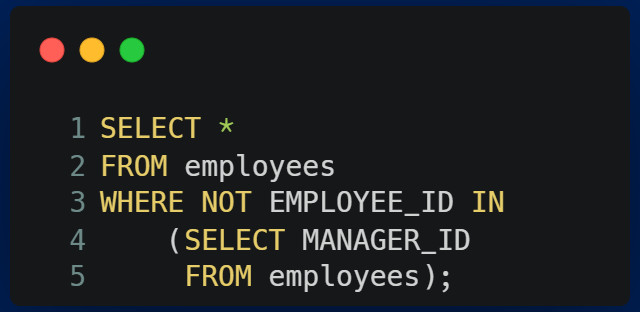 1 SELECT *
2 FROM employees
3 WHERE NOT EMPLOYEE_ID IN
4     (SELECT MANAGER_ID
5      FROM employees);